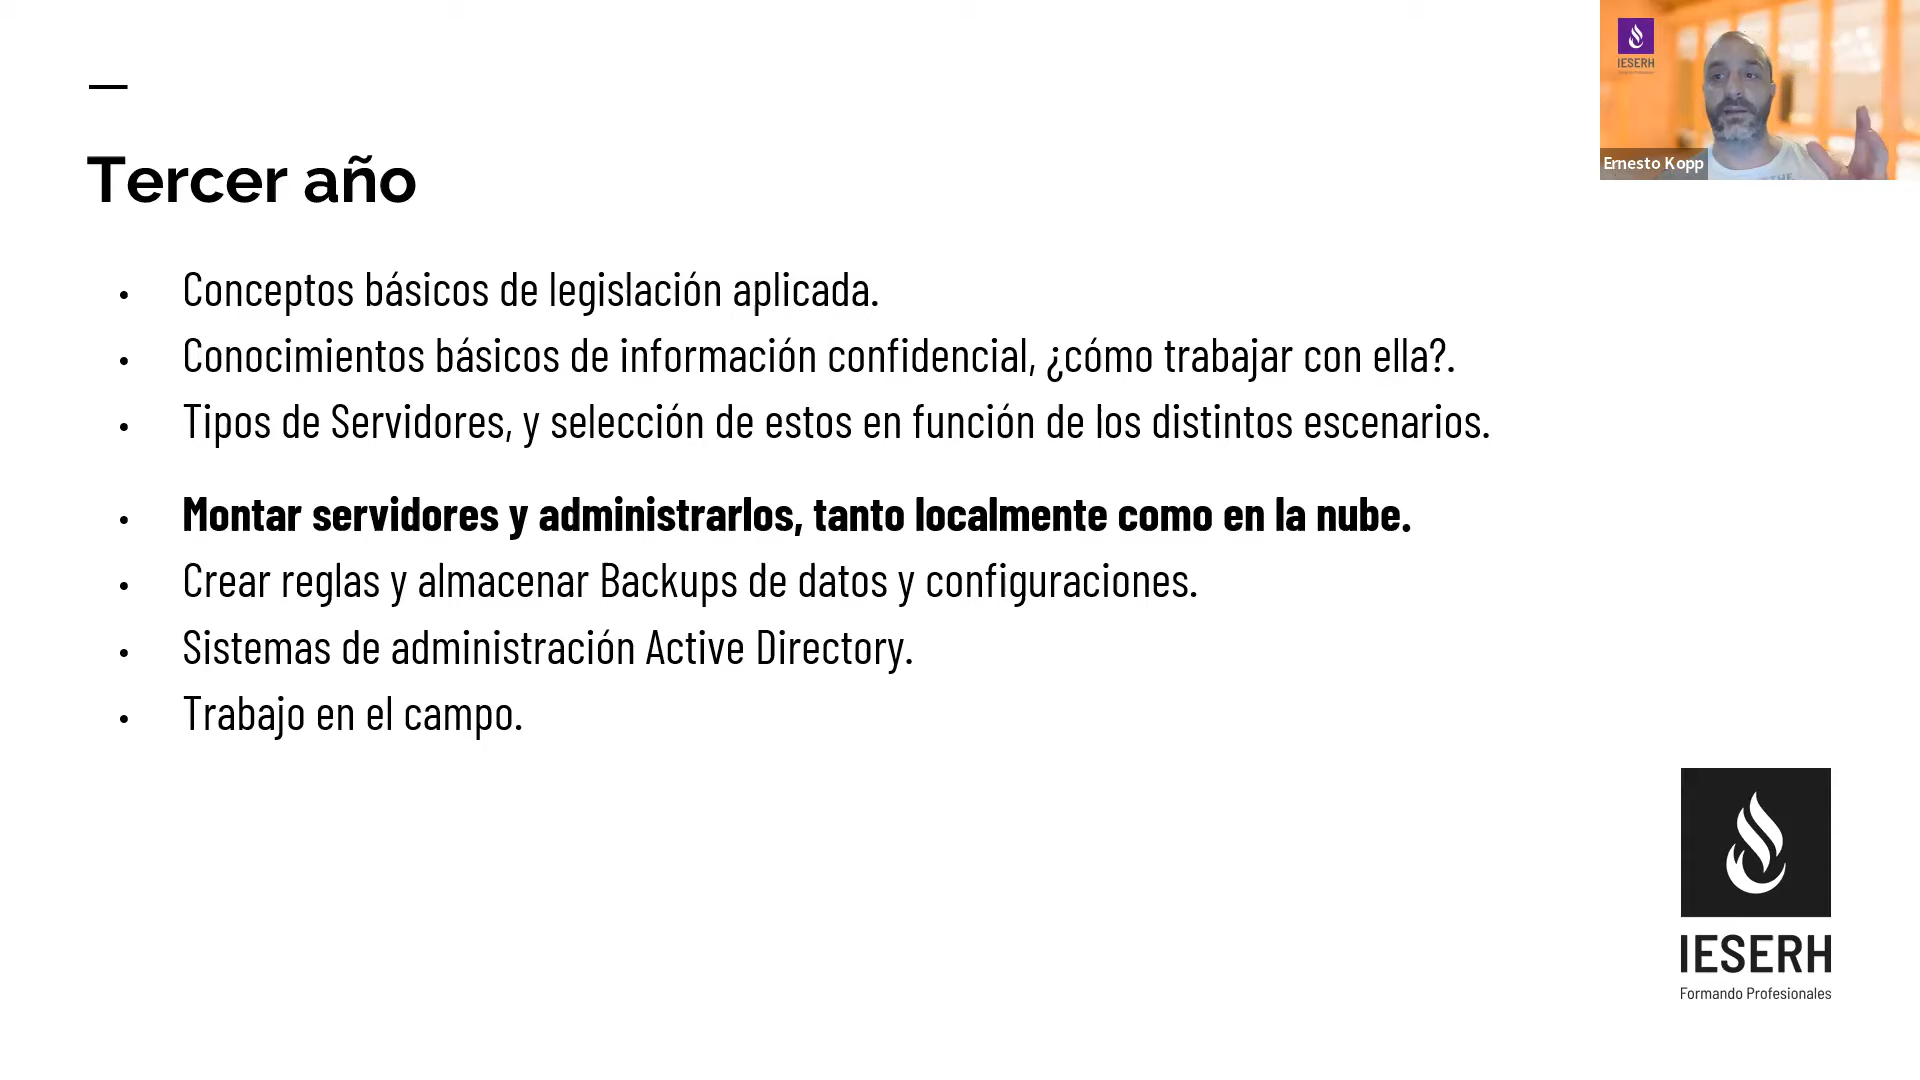 IESERH
Ernesto Kopp
Tercer año
• Conceptos básicos de legislación aplicada.
• Conocimientos básicos de información confidencial, ¿cómo trabajar con ella?.
• Tipos de Servidores, y selección de estos en función de los distintos escenarios.
• Montar servidores y administrarlos, tanto localmente como en la nube.
• Crear reglas y almacenar Backups de datos y configuraciones.
• Sistemas de administración Active Directory.
• Trabajo en el campo.
IESERH
Formando Profesionales